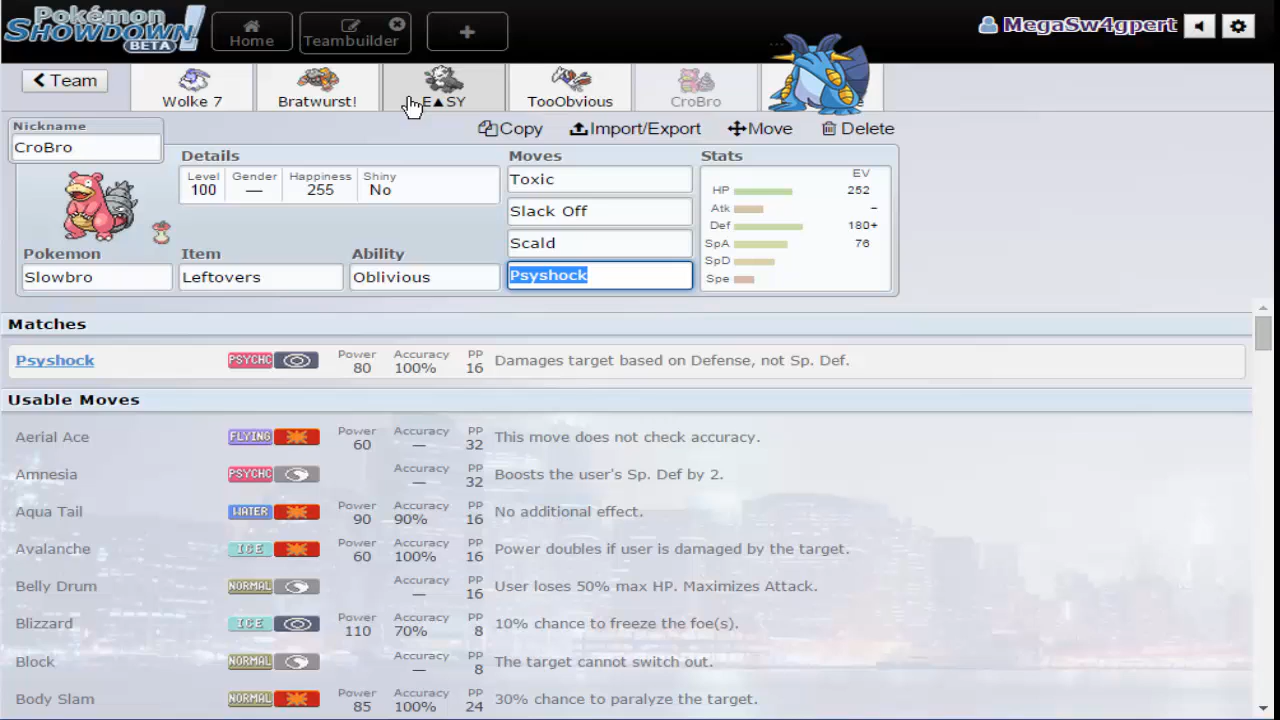 Pokémon
SHOWDOWN!
BETA
Home
Teambuilder
+
MegaSw4gpert
Team
Wolke 7
Bratwurst!
E▲SY
TooObvious
CroBro
Nickname
CroBro
Copy
Import/Export
Move
Delete
Details
Level
100
Gender
—
Happiness
255
Shiny
No
Pokemon
Slowbro
Item
Leftovers
Ability
Oblivious
Moves
Toxic
Slack Off
Scald
Psyshock
Stats
EV
HP 252
Atk –
Def 180+
SpA 76
SpD
Spe
Matches
Psyshock PSYCHC Power 80 Accuracy 100% PP 16 Damages target based on Defense, not Sp. Def.
Usable Moves
Aerial Ace FLYING Power 60 Accuracy — PP 32 This move does not check accuracy.
Amnesia PSYCHC Accuracy — PP 32 Boosts the user's Sp. Def by 2.
Aqua Tail WATER Power 90 Accuracy 90% PP 16 No additional effect.
Avalanche ICE Power 60 Accuracy 100% PP 16 Power doubles if user is damaged by the target.
Belly Drum NORMAL Accuracy — PP 16 User loses 50% max HP. Maximizes Attack.
Blizzard ICE Power 110 Accuracy 70% PP 8 10% chance to freeze the foe(s).
Block NORMAL Accuracy — PP 8 The target cannot switch out.
Body Slam NORMAL Power 85 Accuracy 100% PP 24 30% chance to paralyze the target.